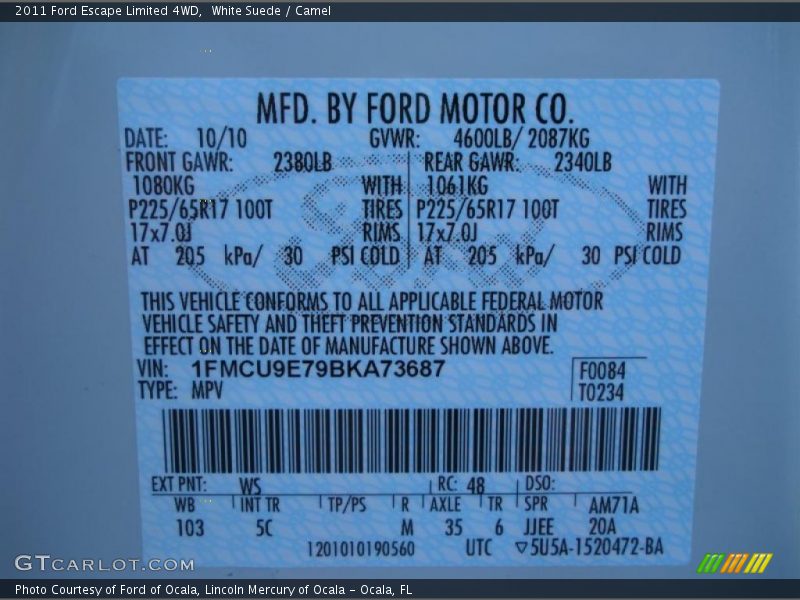 2011 Ford Escape Limited 4WD, White Suede / Camel
MFD. BY FORD MOTOR CO.
DATE: 10/10 GVWR: 4600LB/ 2087KG
FRONT GAWR: 2380LB REAR GAWR: 2340LB
1080KG WITH 1061KG WITH
P225/65R17 100T TIRES P225/65R17 100T TIRES
17x7.0J RIMS 17x7.0J RIMS
AT 205 kPa/ 30 PSI COLD AT 205 kPa/ 30 PSI COLD
THIS VEHICLE CONFORMS TO ALL APPLICABLE FEDERAL MOTOR
VEHICLE SAFETY AND THEFT PREVENTION STANDARDS IN
EFFECT ON THE DATE OF MANUFACTURE SHOWN ABOVE.
VIN: 1FMCU9E79BKA73687 F0084
TYPE: MPV T0234
EXT PNT: WS RC: 48 DSO:
WB INT TR TP/PS R AXLE TR SPR AM71A
103 5C M 35 6 JJEE 20A
1201010190560 UTC ▽5U5A-1520472-BA
GTCARLOT.COM
Photo Courtesy of Ford of Ocala, Lincoln Mercury of Ocala – Ocala, FL